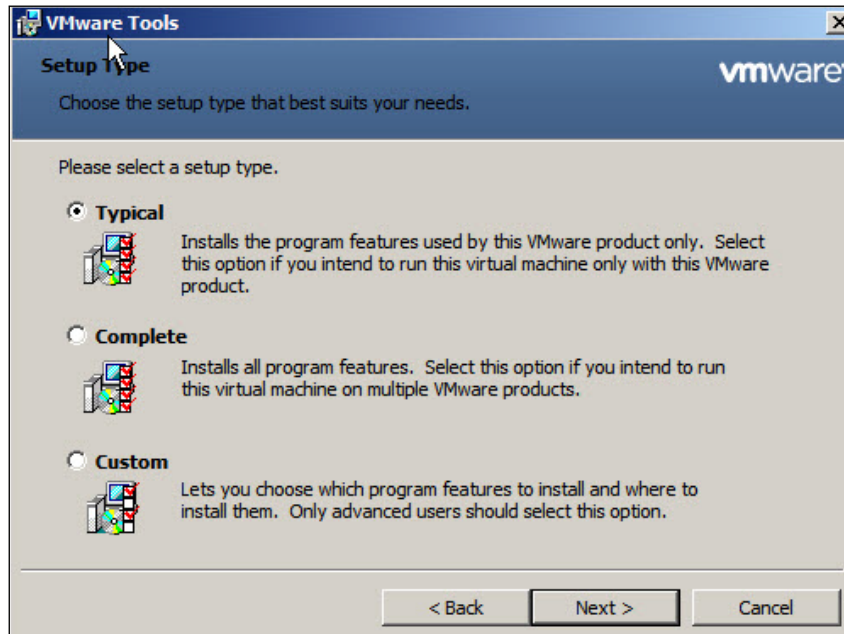 VMware Tools
Setup Type
vmware
Choose the setup type that best suits your needs.
Please select a setup type.
Typical
Installs the program features used by this VMware product only.  Select
this option if you intend to run this virtual machine only with this VMware
product.
Complete
Installs all program features.  Select this option if you intend to run
this virtual machine on multiple VMware products.
Custom
Lets you choose which program features to install and where to
install them.  Only advanced users should select this option.
< Back
Next >
Cancel